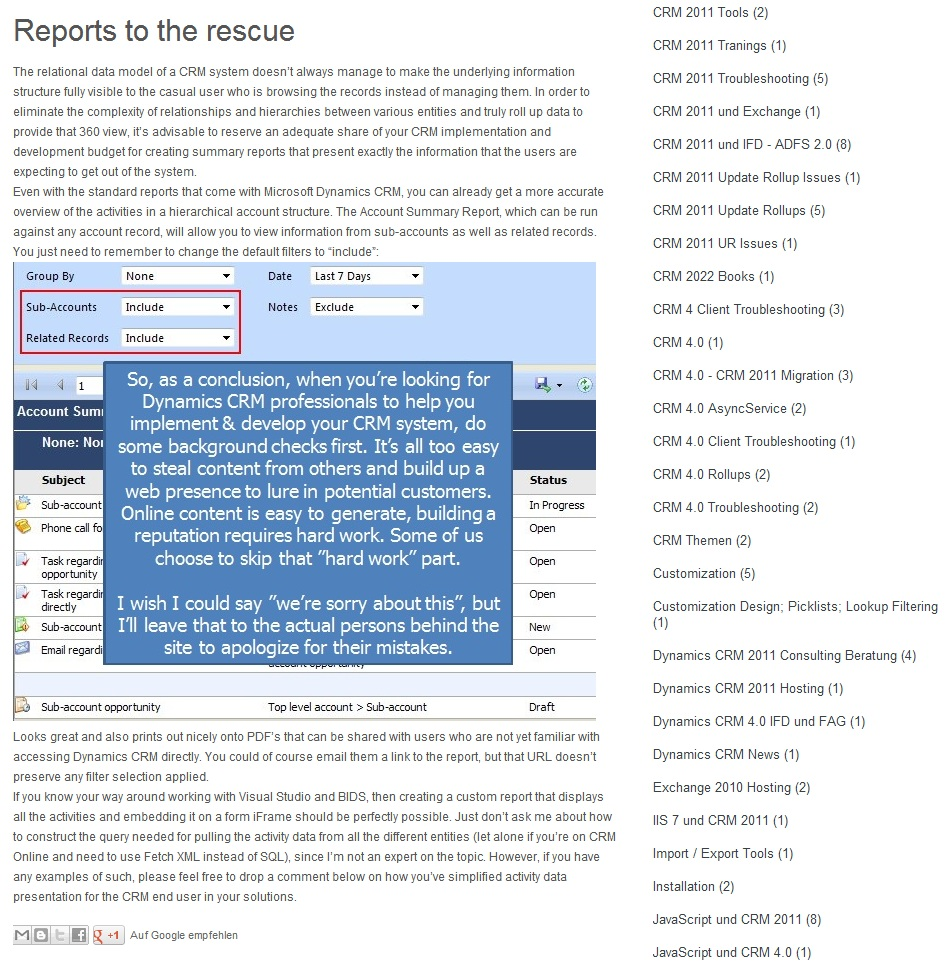 Reports to the rescue
The relational data model of a CRM system doesn't always manage to make the underlying information
structure fully visible to the casual user who is browsing the records instead of managing them. In order to
eliminate the complexity of relationships and hierarchies between various entities and truly roll up data to
provide that 360 view, it's advisable to reserve an adequate share of your CRM implementation and
development budget for creating summary reports that present exactly the information that the users are
expecting to get out of the system.
Even with the standard reports that come with Microsoft Dynamics CRM, you can already get a more accurate
overview of the activities in a hierarchical account structure. The Account Summary Report, which can be run
against any account record, will allow you to view information from sub-accounts as well as related records.
You just need to remember to change the default filters to “include”:
Group By None Date Last 7 Days
Sub-Accounts Include Notes Exclude
Related Records Include
1
Account Summ
None: Nor
Subject Status
Sub-account In Progress
Phone call fo Open
Task regardin Open
opportunity
Task regardin Open
directly
Sub-account New
Email regardi Open
account opportunity
Sub-account opportunity Top level account > Sub-account Draft
So, as a conclusion, when you're looking for
Dynamics CRM professionals to help you
implement & develop your CRM system, do
some background checks first. It's all too easy
to steal content from others and build up a
web presence to lure in potential customers.
Online content is easy to generate, building a
reputation requires hard work. Some of us
choose to skip that ”hard work” part.
I wish I could say ”we're sorry about this”, but
I'll leave that to the actual persons behind the
site to apologize for their mistakes.
Looks great and also prints out nicely onto PDF's that can be shared with users who are not yet familiar with
accessing Dynamics CRM directly. You could of course email them a link to the report, but that URL doesn't
preserve any filter selection applied.
If you know your way around working with Visual Studio and BIDS, then creating a custom report that displays
all the activities and embedding it on a form iFrame should be perfectly possible. Just don't ask me about how
to construct the query needed for pulling the activity data from all the different entities (let alone if you're on CRM
Online and need to use Fetch XML instead of SQL), since I'm not an expert on the topic. However, if you have
any examples of such, please feel free to drop a comment below on how you've simplified activity data
presentation for the CRM end user in your solutions.
g +1 Auf Google empfehlen
CRM 2011 Tools (2)
CRM 2011 Tranings (1)
CRM 2011 Troubleshooting (5)
CRM 2011 und Exchange (1)
CRM 2011 und IFD - ADFS 2.0 (8)
CRM 2011 Update Rollup Issues (1)
CRM 2011 Update Rollups (5)
CRM 2011 UR Issues (1)
CRM 2022 Books (1)
CRM 4 Client Troubleshooting (3)
CRM 4.0 (1)
CRM 4.0 - CRM 2011 Migration (3)
CRM 4.0 AsyncService (2)
CRM 4.0 Client Troubleshooting (1)
CRM 4.0 Rollups (2)
CRM 4.0 Troubleshooting (2)
CRM Themen (2)
Customization (5)
Customization Design; Picklists; Lookup Filtering
(1)
Dynamics CRM 2011 Consulting Beratung (4)
Dynamics CRM 2011 Hosting (1)
Dynamics CRM 4.0 IFD und FAG (1)
Dynamics CRM News (1)
Exchange 2010 Hosting (2)
IIS 7 und CRM 2011 (1)
Import / Export Tools (1)
Installation (2)
JavaScript und CRM 2011 (8)
JavaScript und CRM 4.0 (1)